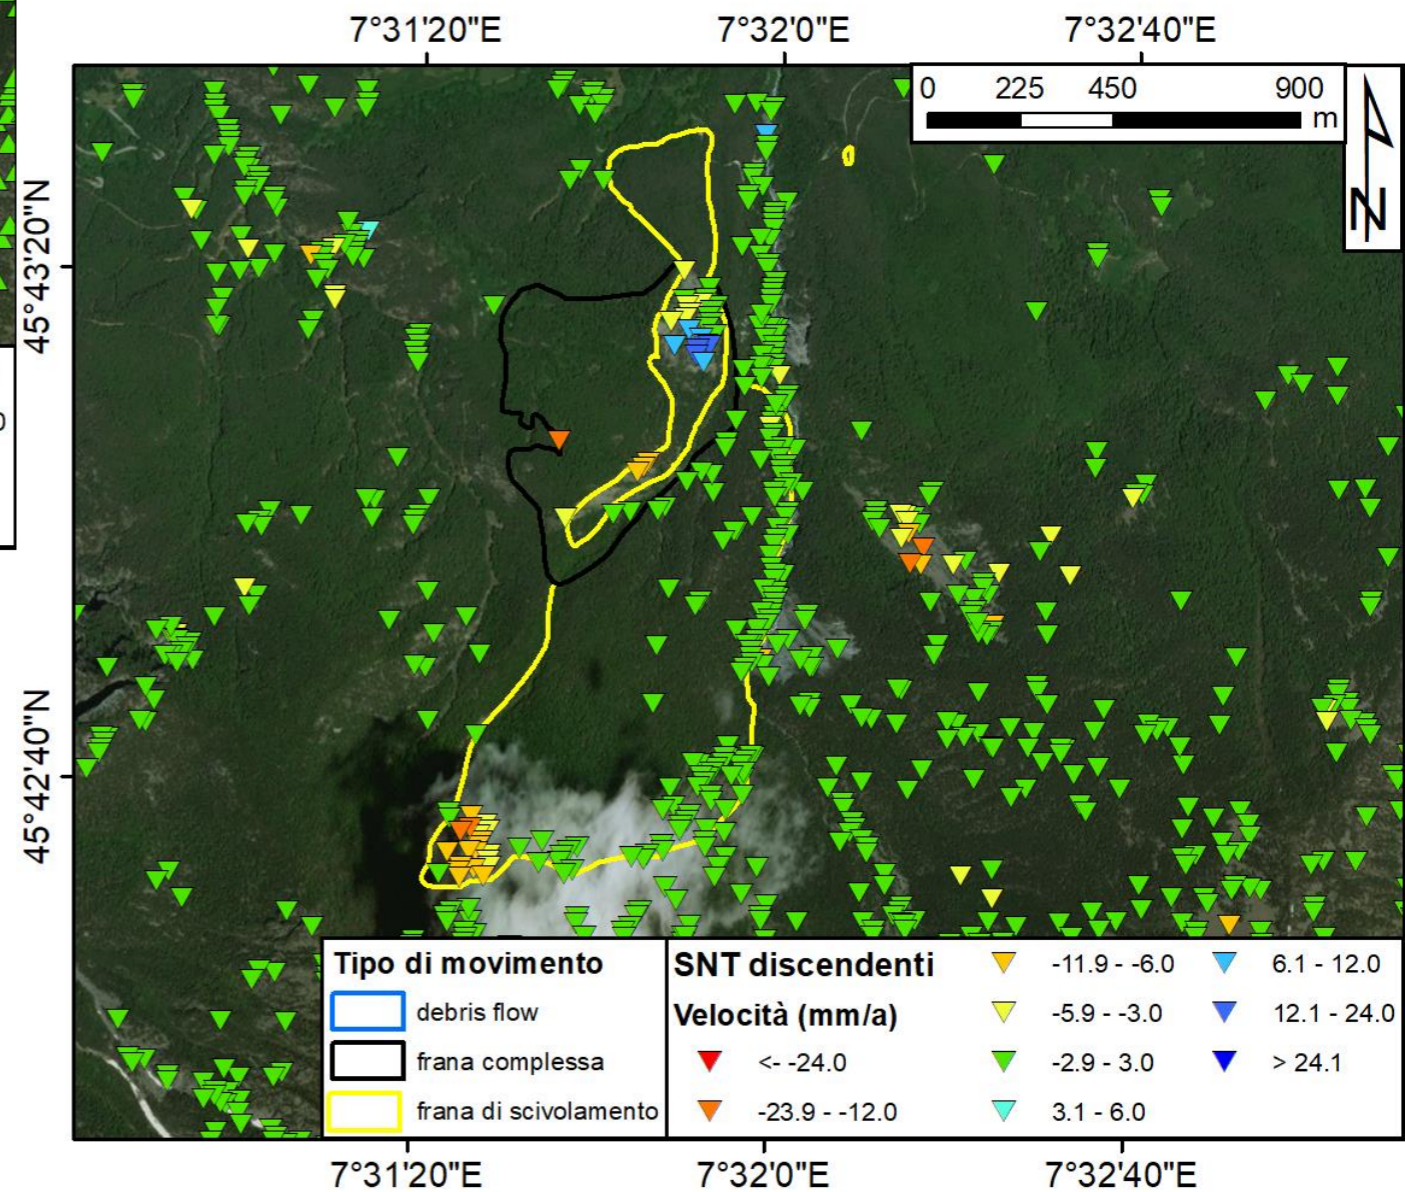 7°31'20"E 7°32'0"E 7°32'40"E
0 225 450 900
m
N
45°43'20"N
45°42'40"N
Tipo di movimento
debris flow
frana complessa
frana di scivolamento
SNT discendenti
Velocità (mm/a)
<- -24.0
-23.9 - -12.0
-11.9 - -6.0
-5.9 - -3.0
-2.9 - 3.0
3.1 - 6.0
6.1 - 12.0
12.1 - 24.0
> 24.1
7°31'20"E 7°32'0"E 7°32'40"E